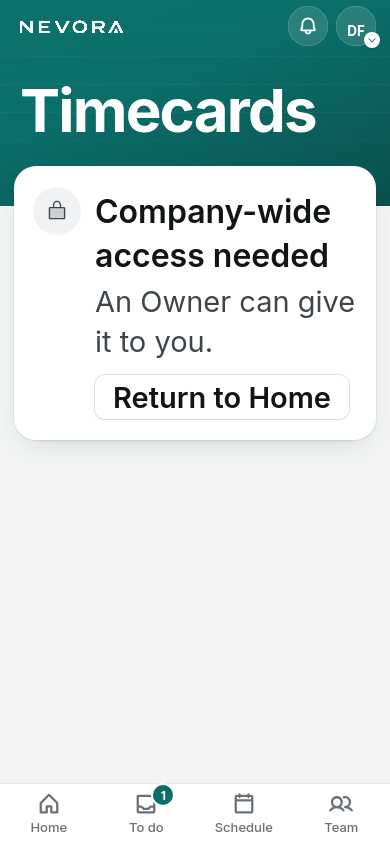 NEVORA
DF
Timecards
Company-wide
access needed
An Owner can give
it to you.
Return to Home
1
Home
To do
Schedule
Team